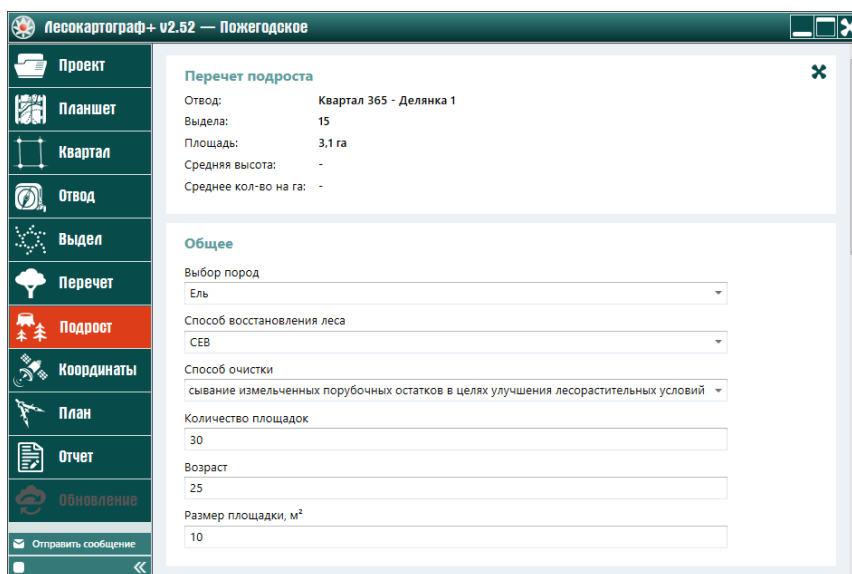 Лесокартограф+ v2.52 — Пожегодское
Проект
Планшет
Квартал
Отвод
Выдел
Перечет
Подрост
Координаты
План
Отчет
Обновление
Отправить сообщение
Перечет подроста
Отвод: Квартал 365 - Делянка 1
Выдела: 15
Площадь: 3,1 га
Средняя высота: -
Среднее кол-во на га: -
Общее
Выбор пород
Ель
Способ восстановления леса
СЕВ
Способ очистки
сывание измельченных порубочных остатков в целях улучшения лесорастительных условий
Количество площадок
30
Возраст
25
Размер площадки, м²
10